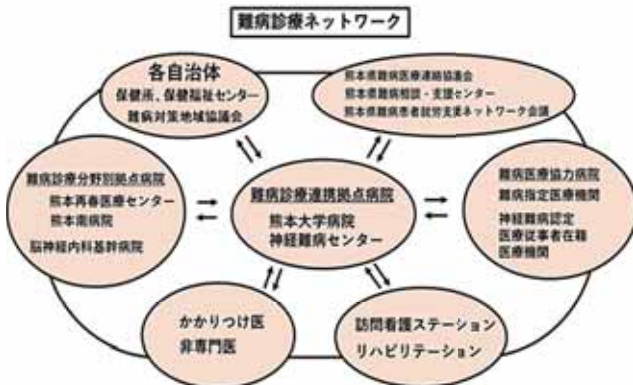 難病診療ネットワーク
各自治体
保健所、保健福祉センター
難病対策地域協議会
熊本県難病医療連絡協議会
熊本県難病相談・支援センター
熊本県難病患者就労支援ネットワーク会議
難病診療分野別拠点病院
熊本再春医療センター
熊本南病院
脳神経内科基幹病院
難病診療連携拠点病院
熊本大学病院
神経難病センター
難病医療協力病院
難病指定医療機関
神経難病認定
医療従事者在籍
医療機関
かかりつけ医
非専門医
訪問看護ステーション
リハビリテーション